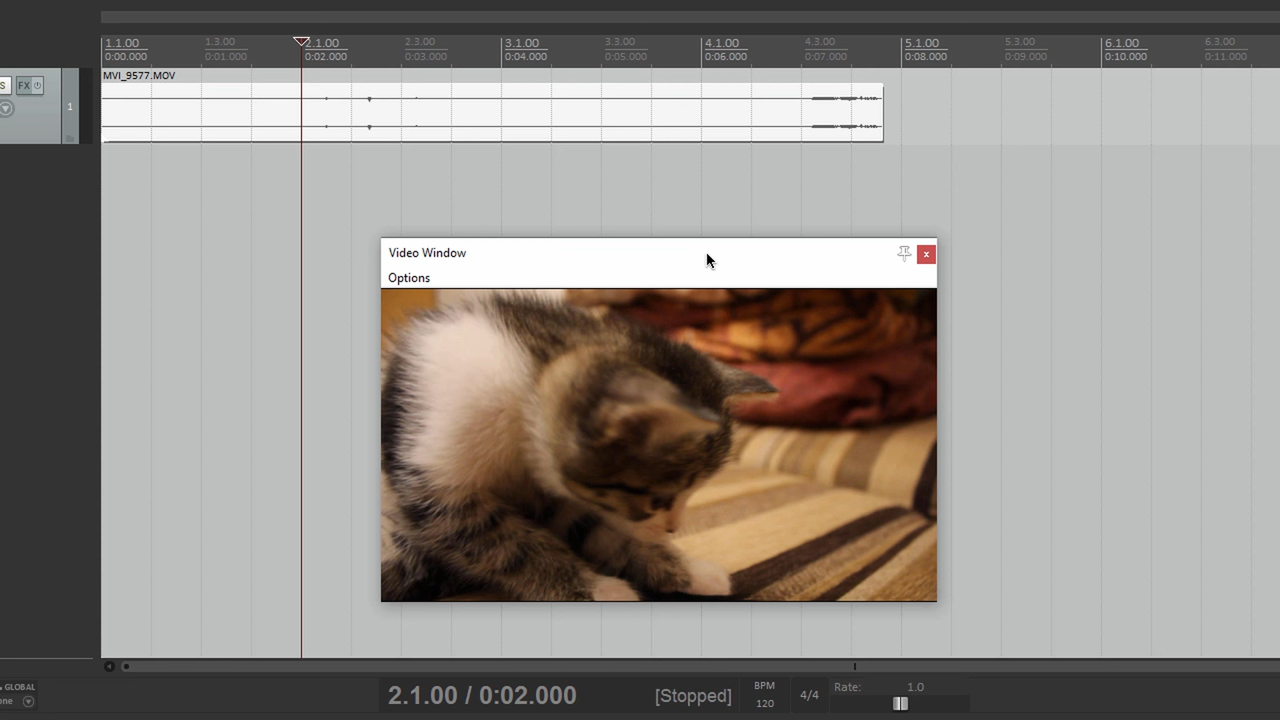 1.1.00 1.3.00 2.1.00 2.3.00 3.1.00 3.3.00 4.1.00 4.3.00 5.1.00 5.3.00 6.1.00 6.3.00
0:00.000 0:01.000 0:02.000 0:03.000 0:04.000 0:05.000 0:06.000 0:07.000 0:08.000 0:09.000 0:10.000 0:11.000
MVI_9577.MOV
S FX
1
Video Window
x
Options
GLOBAL
one
2.1.00 / 0:02.000 [Stopped]
BPM
120
4/4
Rate: 1.0